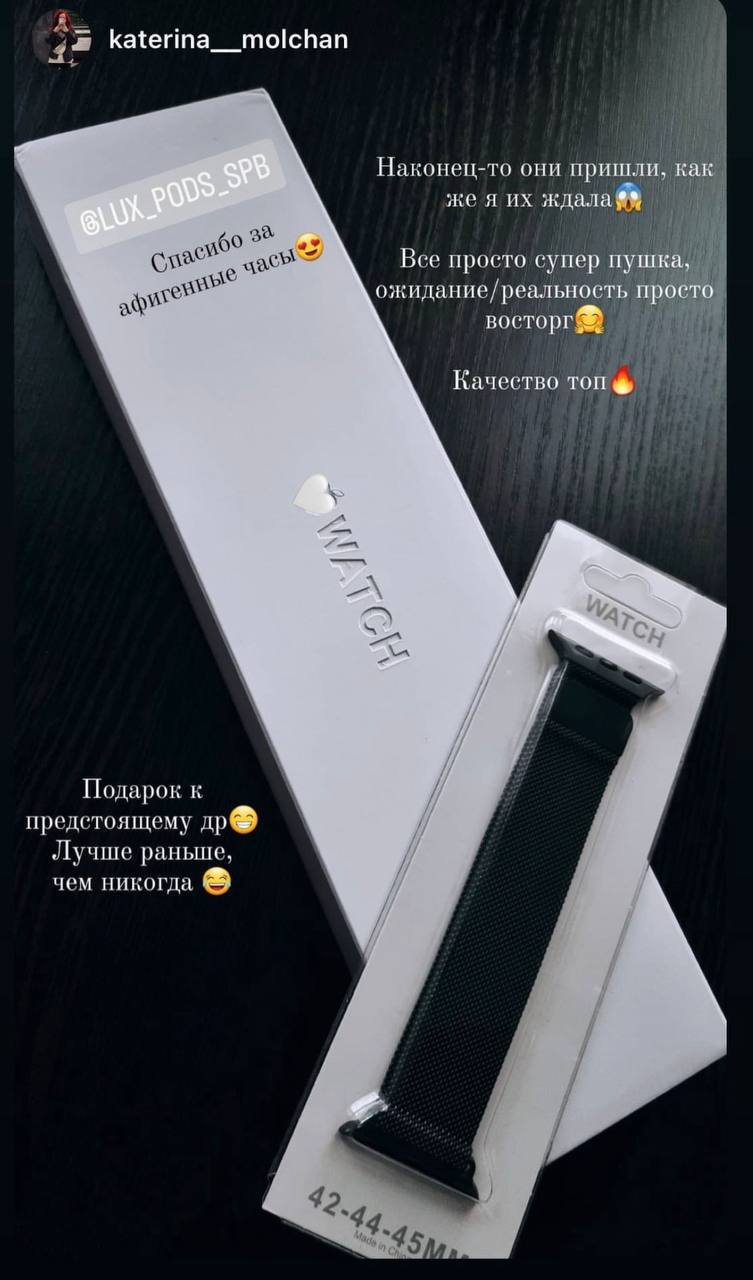 katerina__molchan
@LUX_PODS_SPB
Спасибо за
афигенные часы😍
Наконец-то они пришли, как
же я их ждала😱
Все просто супер пушка,
ожидание/реальность просто
восторг🤗
Качество топ🔥
WATCH
WATCH
Подарок к
предстоящему др😁
Лучше раньше,
чем никогда 😂
42-44-45MM
Made in China